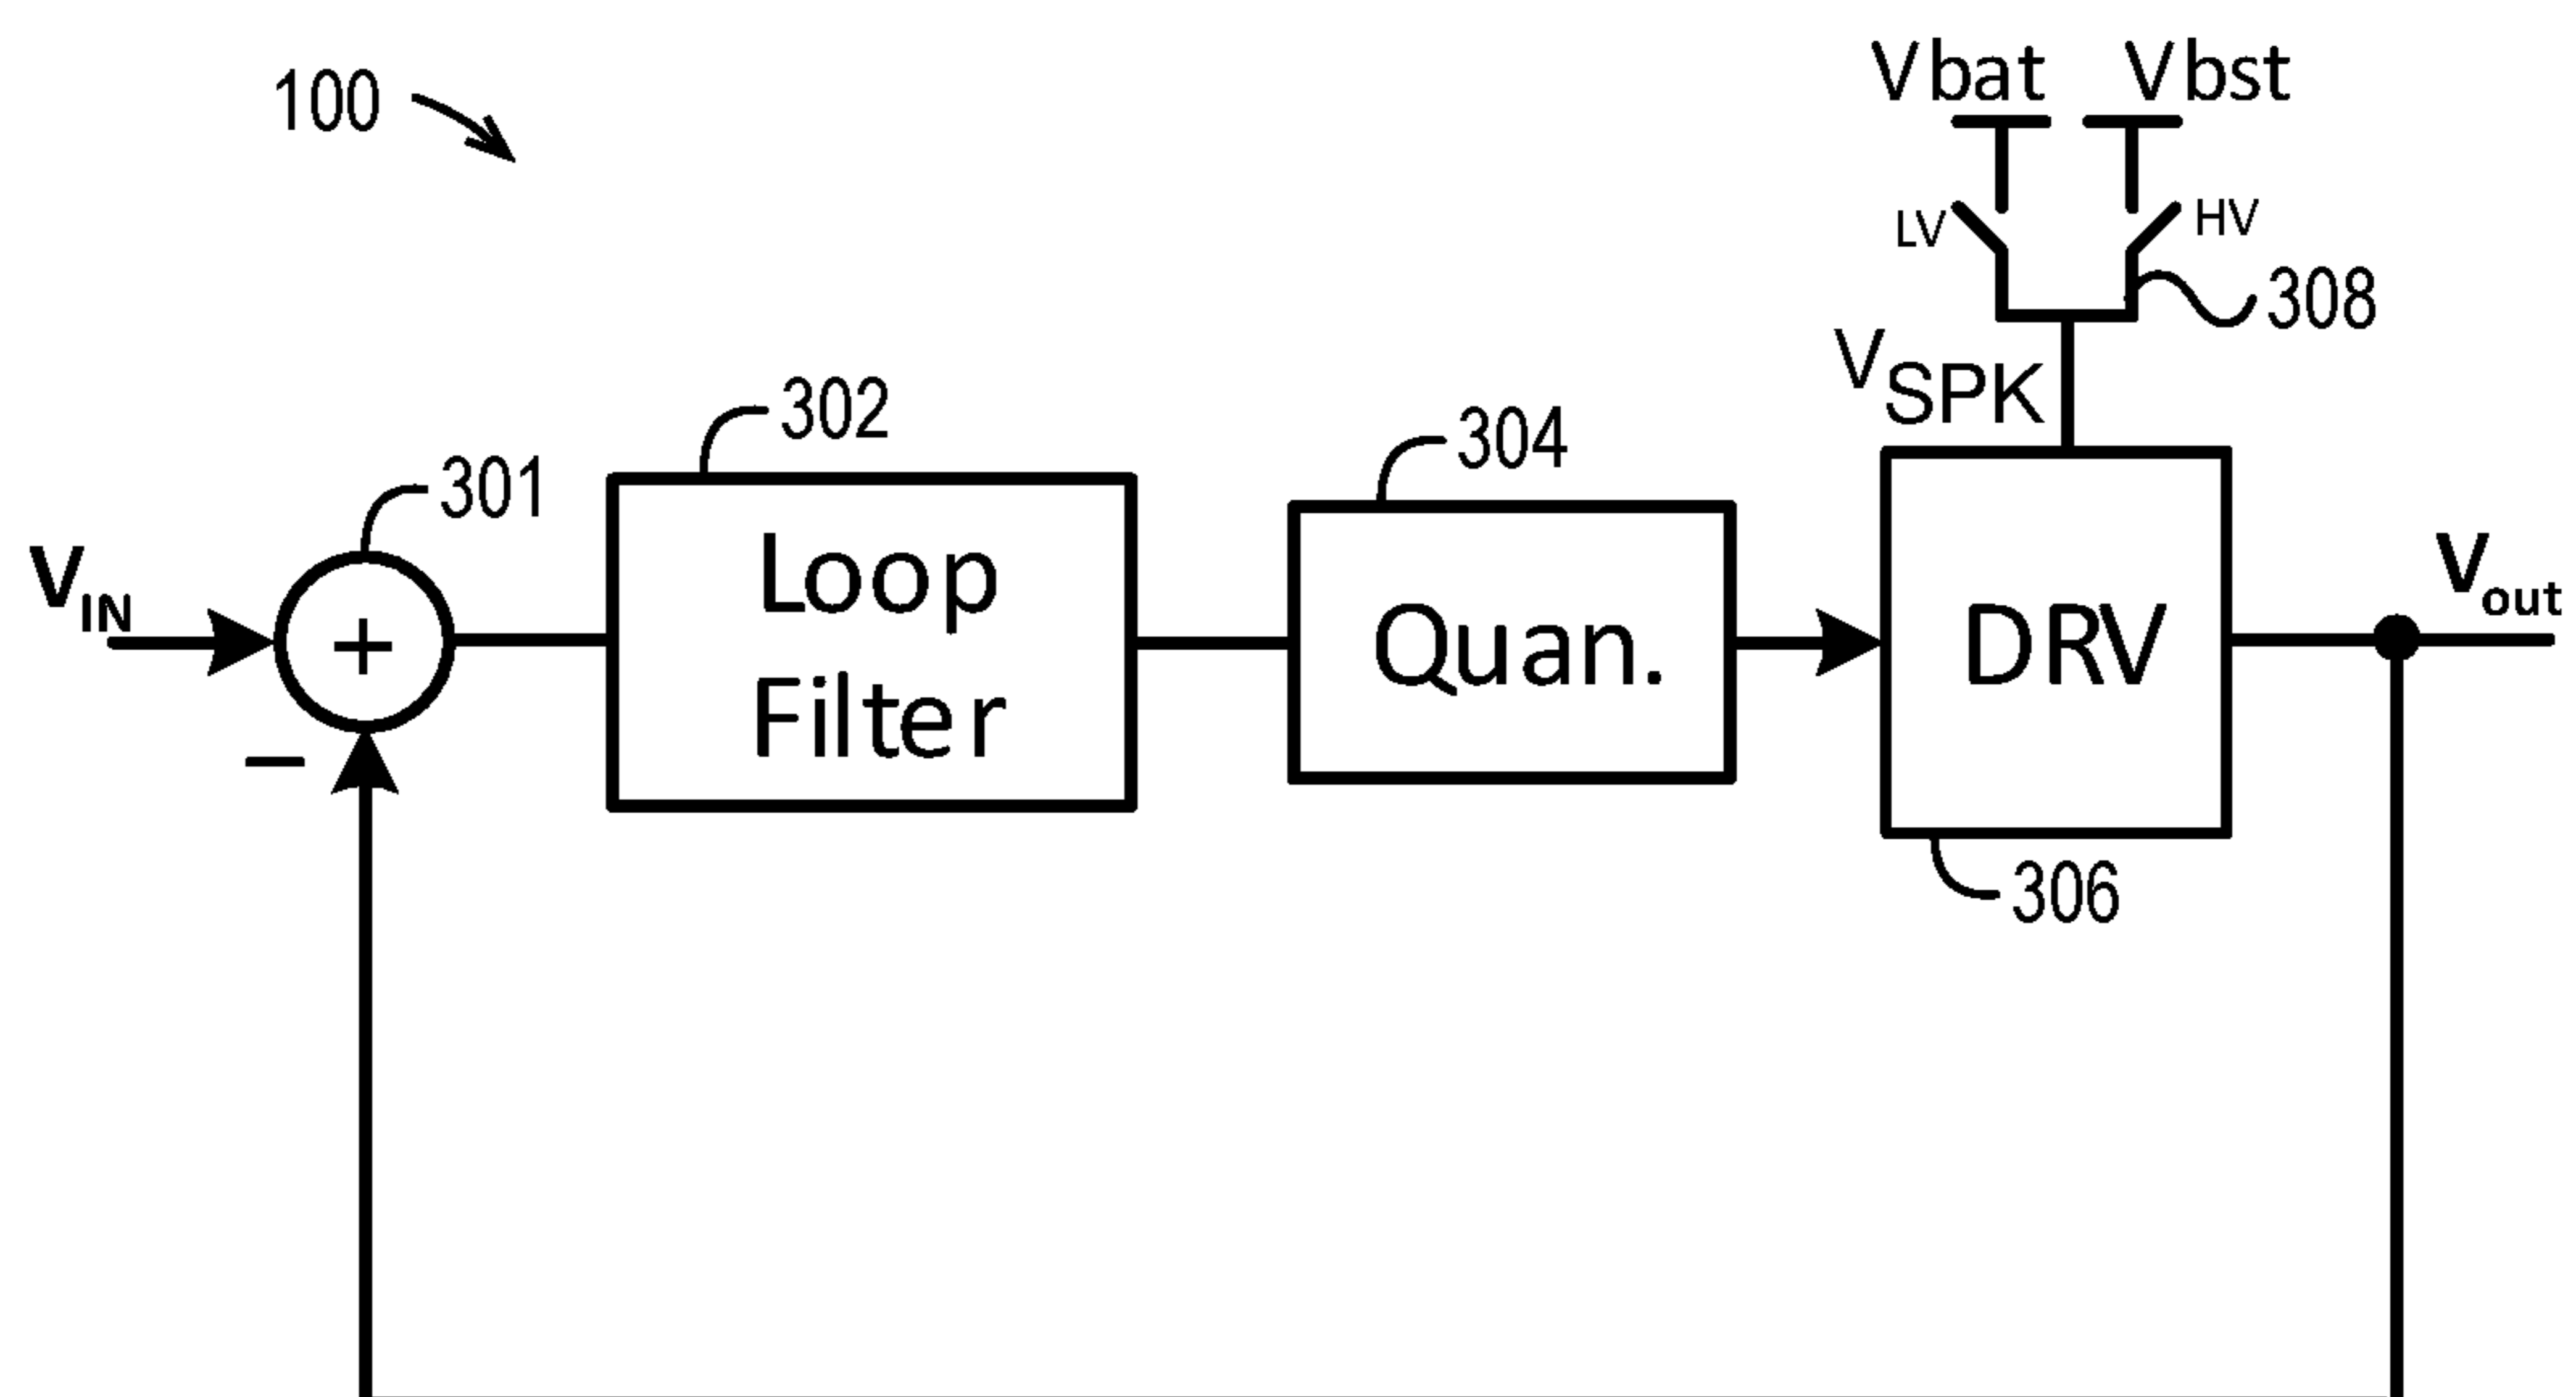 100
Vbat
Vbst
LV
HV
308
VSPK
302
304
301
VIN
+
−
Loop
Filter
Quan.
DRV
Vout
306